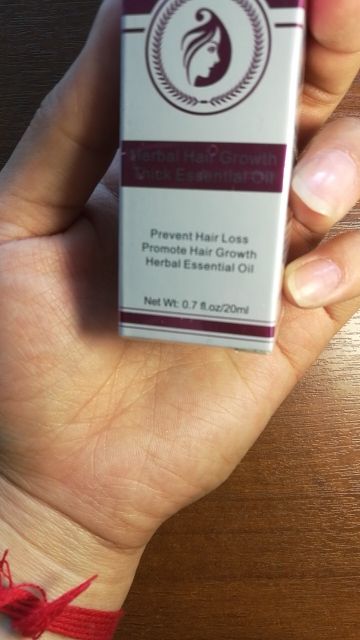 Herbal Hair Growth
Thick Essential Oil
Prevent Hair Loss
Promote Hair Growth
Herbal Essential Oil
Net Wt: 0.7 fl.oz/20ml